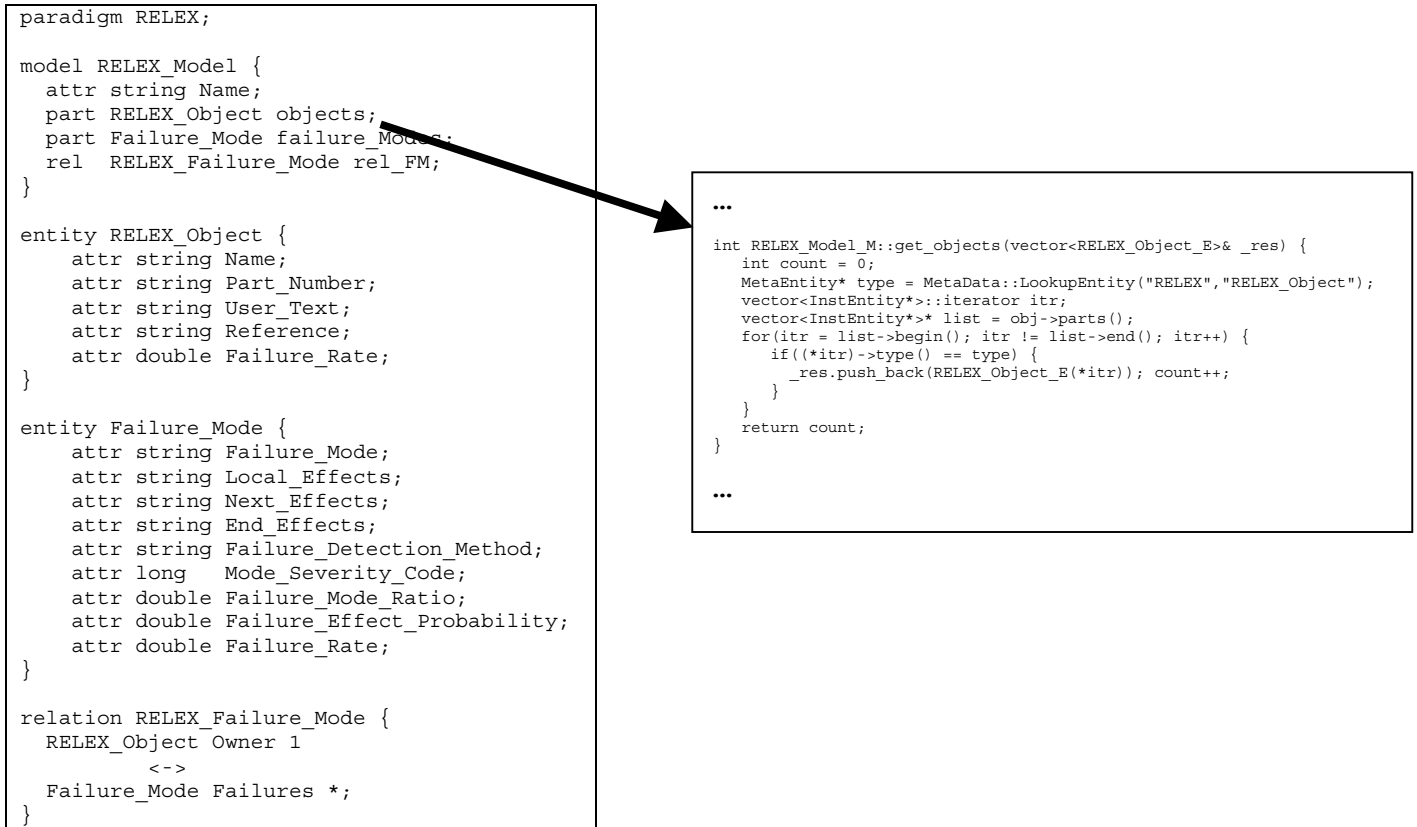 paradigm RELEX;

model RELEX_Model {
  attr string Name;
  part RELEX_Object objects;
  part Failure_Mode failure_Modes;
  rel  RELEX_Failure_Mode rel_FM;
}

entity RELEX_Object {
    attr string Name;
    attr string Part_Number;
    attr string User_Text;
    attr string Reference;
    attr double Failure_Rate;
}

entity Failure_Mode {
    attr string Failure_Mode;
    attr string Local_Effects;
    attr string Next_Effects;
    attr string End_Effects;
    attr string Failure_Detection_Method;
    attr long   Mode_Severity_Code;
    attr double Failure_Mode_Ratio;
    attr double Failure_Effect_Probability;
    attr double Failure_Rate;
}

relation RELEX_Failure_Mode {
  RELEX_Object Owner 1
         <->
  Failure_Mode Failures *;
}

...

int RELEX_Model_M::get_objects(vector<RELEX_Object_E>& _res) {
   int count = 0;
   MetaEntity* type = MetaData::LookupEntity("RELEX","RELEX_Object");
   vector<InstEntity*>::iterator itr;
   vector<InstEntity*>* list = obj->parts();
   for(itr = list->begin(); itr != list->end(); itr++) {
      if((*itr)->type() == type) {
        _res.push_back(RELEX_Object_E(*itr)); count++;
      }
   }
   return count;
}

...